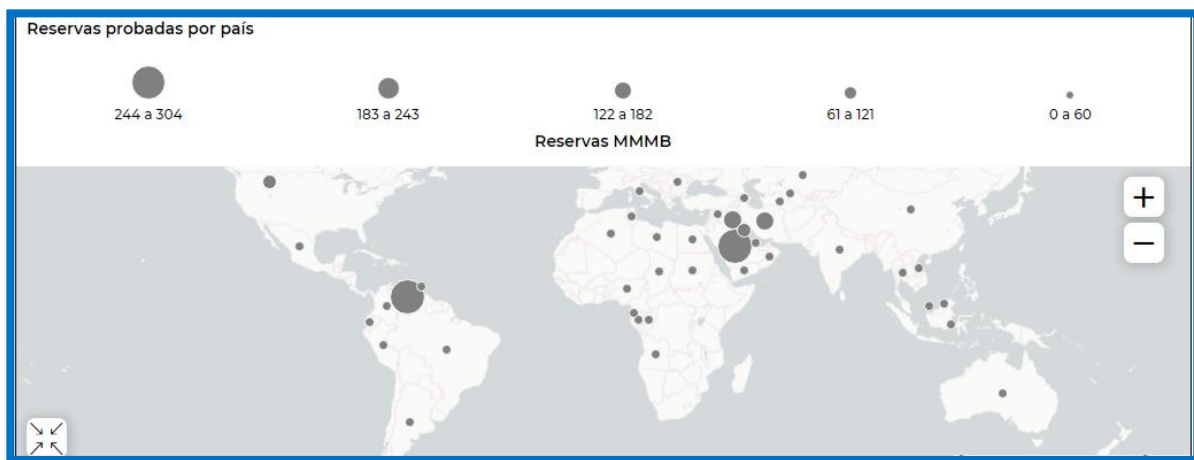 Reservas probadas por país
244 a 304
183 a 243
122 a 182
61 a 121
0 a 60
Reservas MMMB
+
−